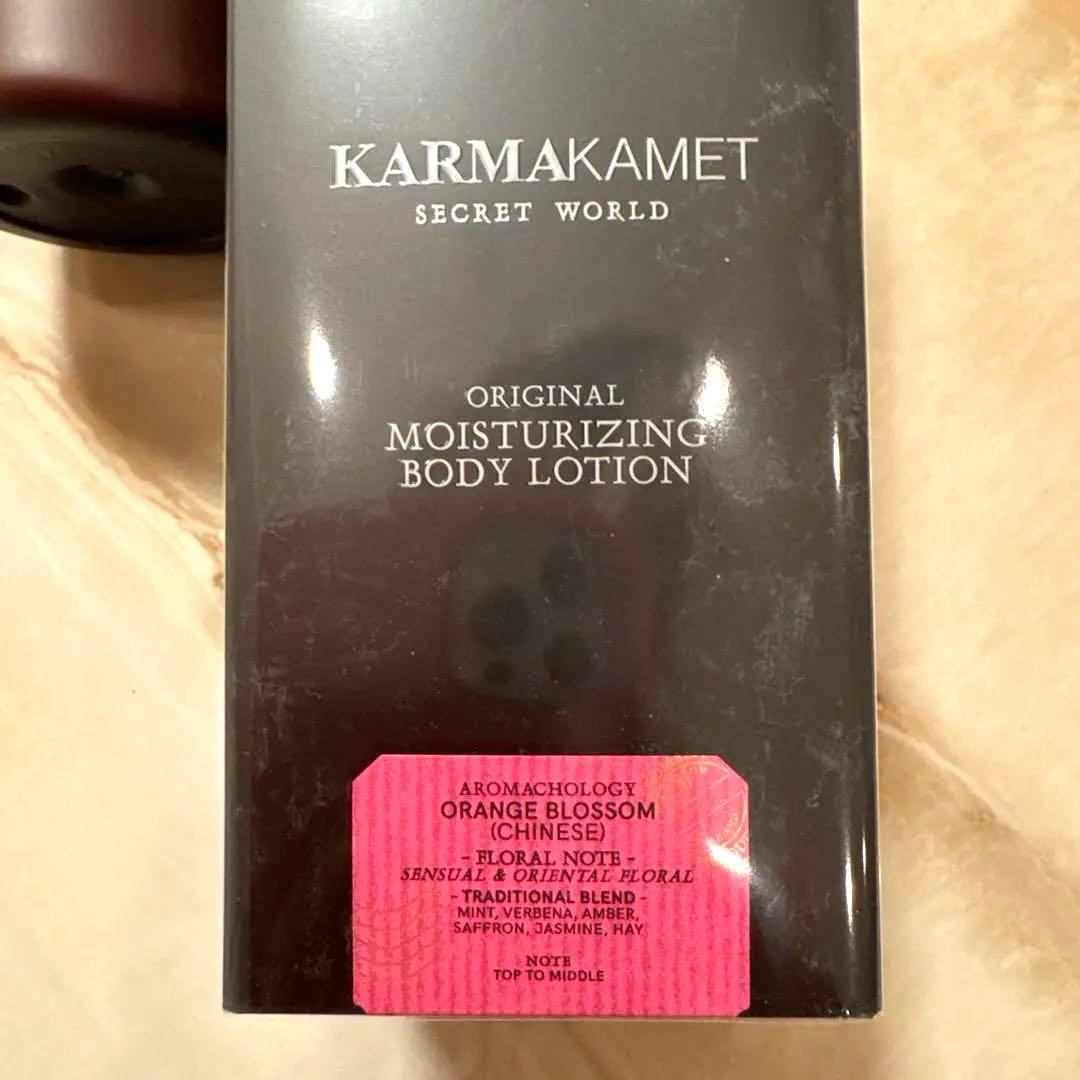 KARMAKAMET
SECRET WORLD
ORIGINAL
MOISTURIZING
BODY LOTION
AROMACHOLOGY
ORANGE BLOSSOM
(CHINESE)
- FLORAL NOTE -
SENSUAL & ORIENTAL FLORAL
- TRADITIONAL BLEND -
MINT, VERBENA, AMBER,
SAFFRON, JASMINE, HAY
NOTE
TOP TO MIDDLE